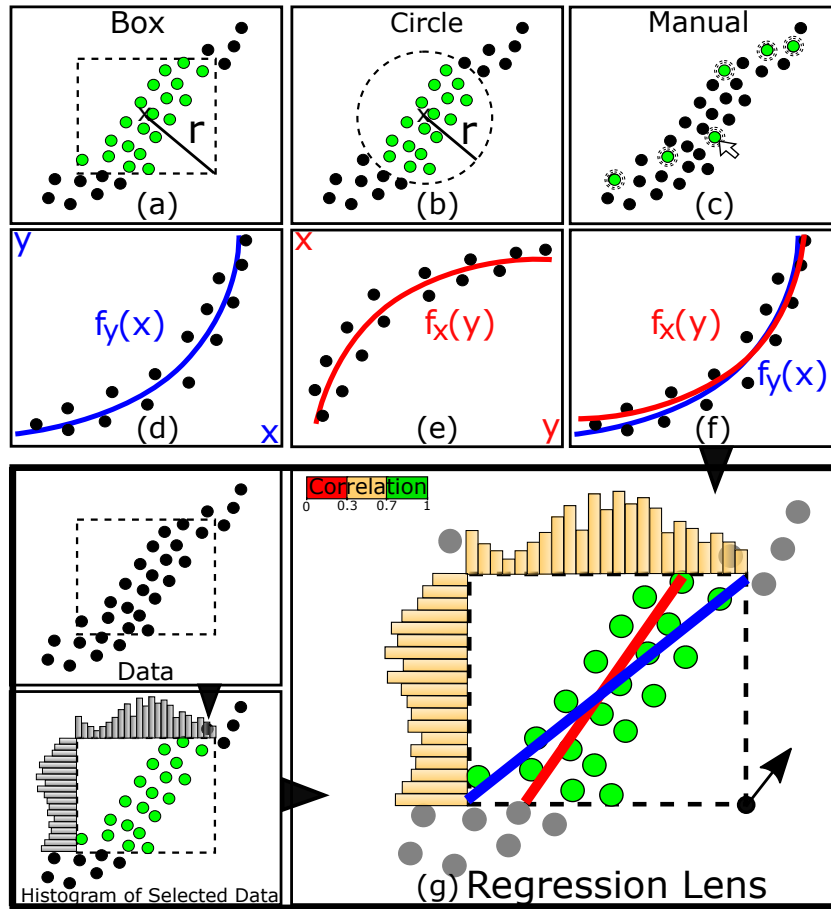 Box
x
r
(a)
Circle
x
r
(b)
Manual
(c)
y
fy(x)
(d)
x
x
fx(y)
(e)
y
fx(y)
fy(x)
(f)
Data
Histogram of Selected Data
Correlation
0 0.3 0.7 1
(g) Regression Lens